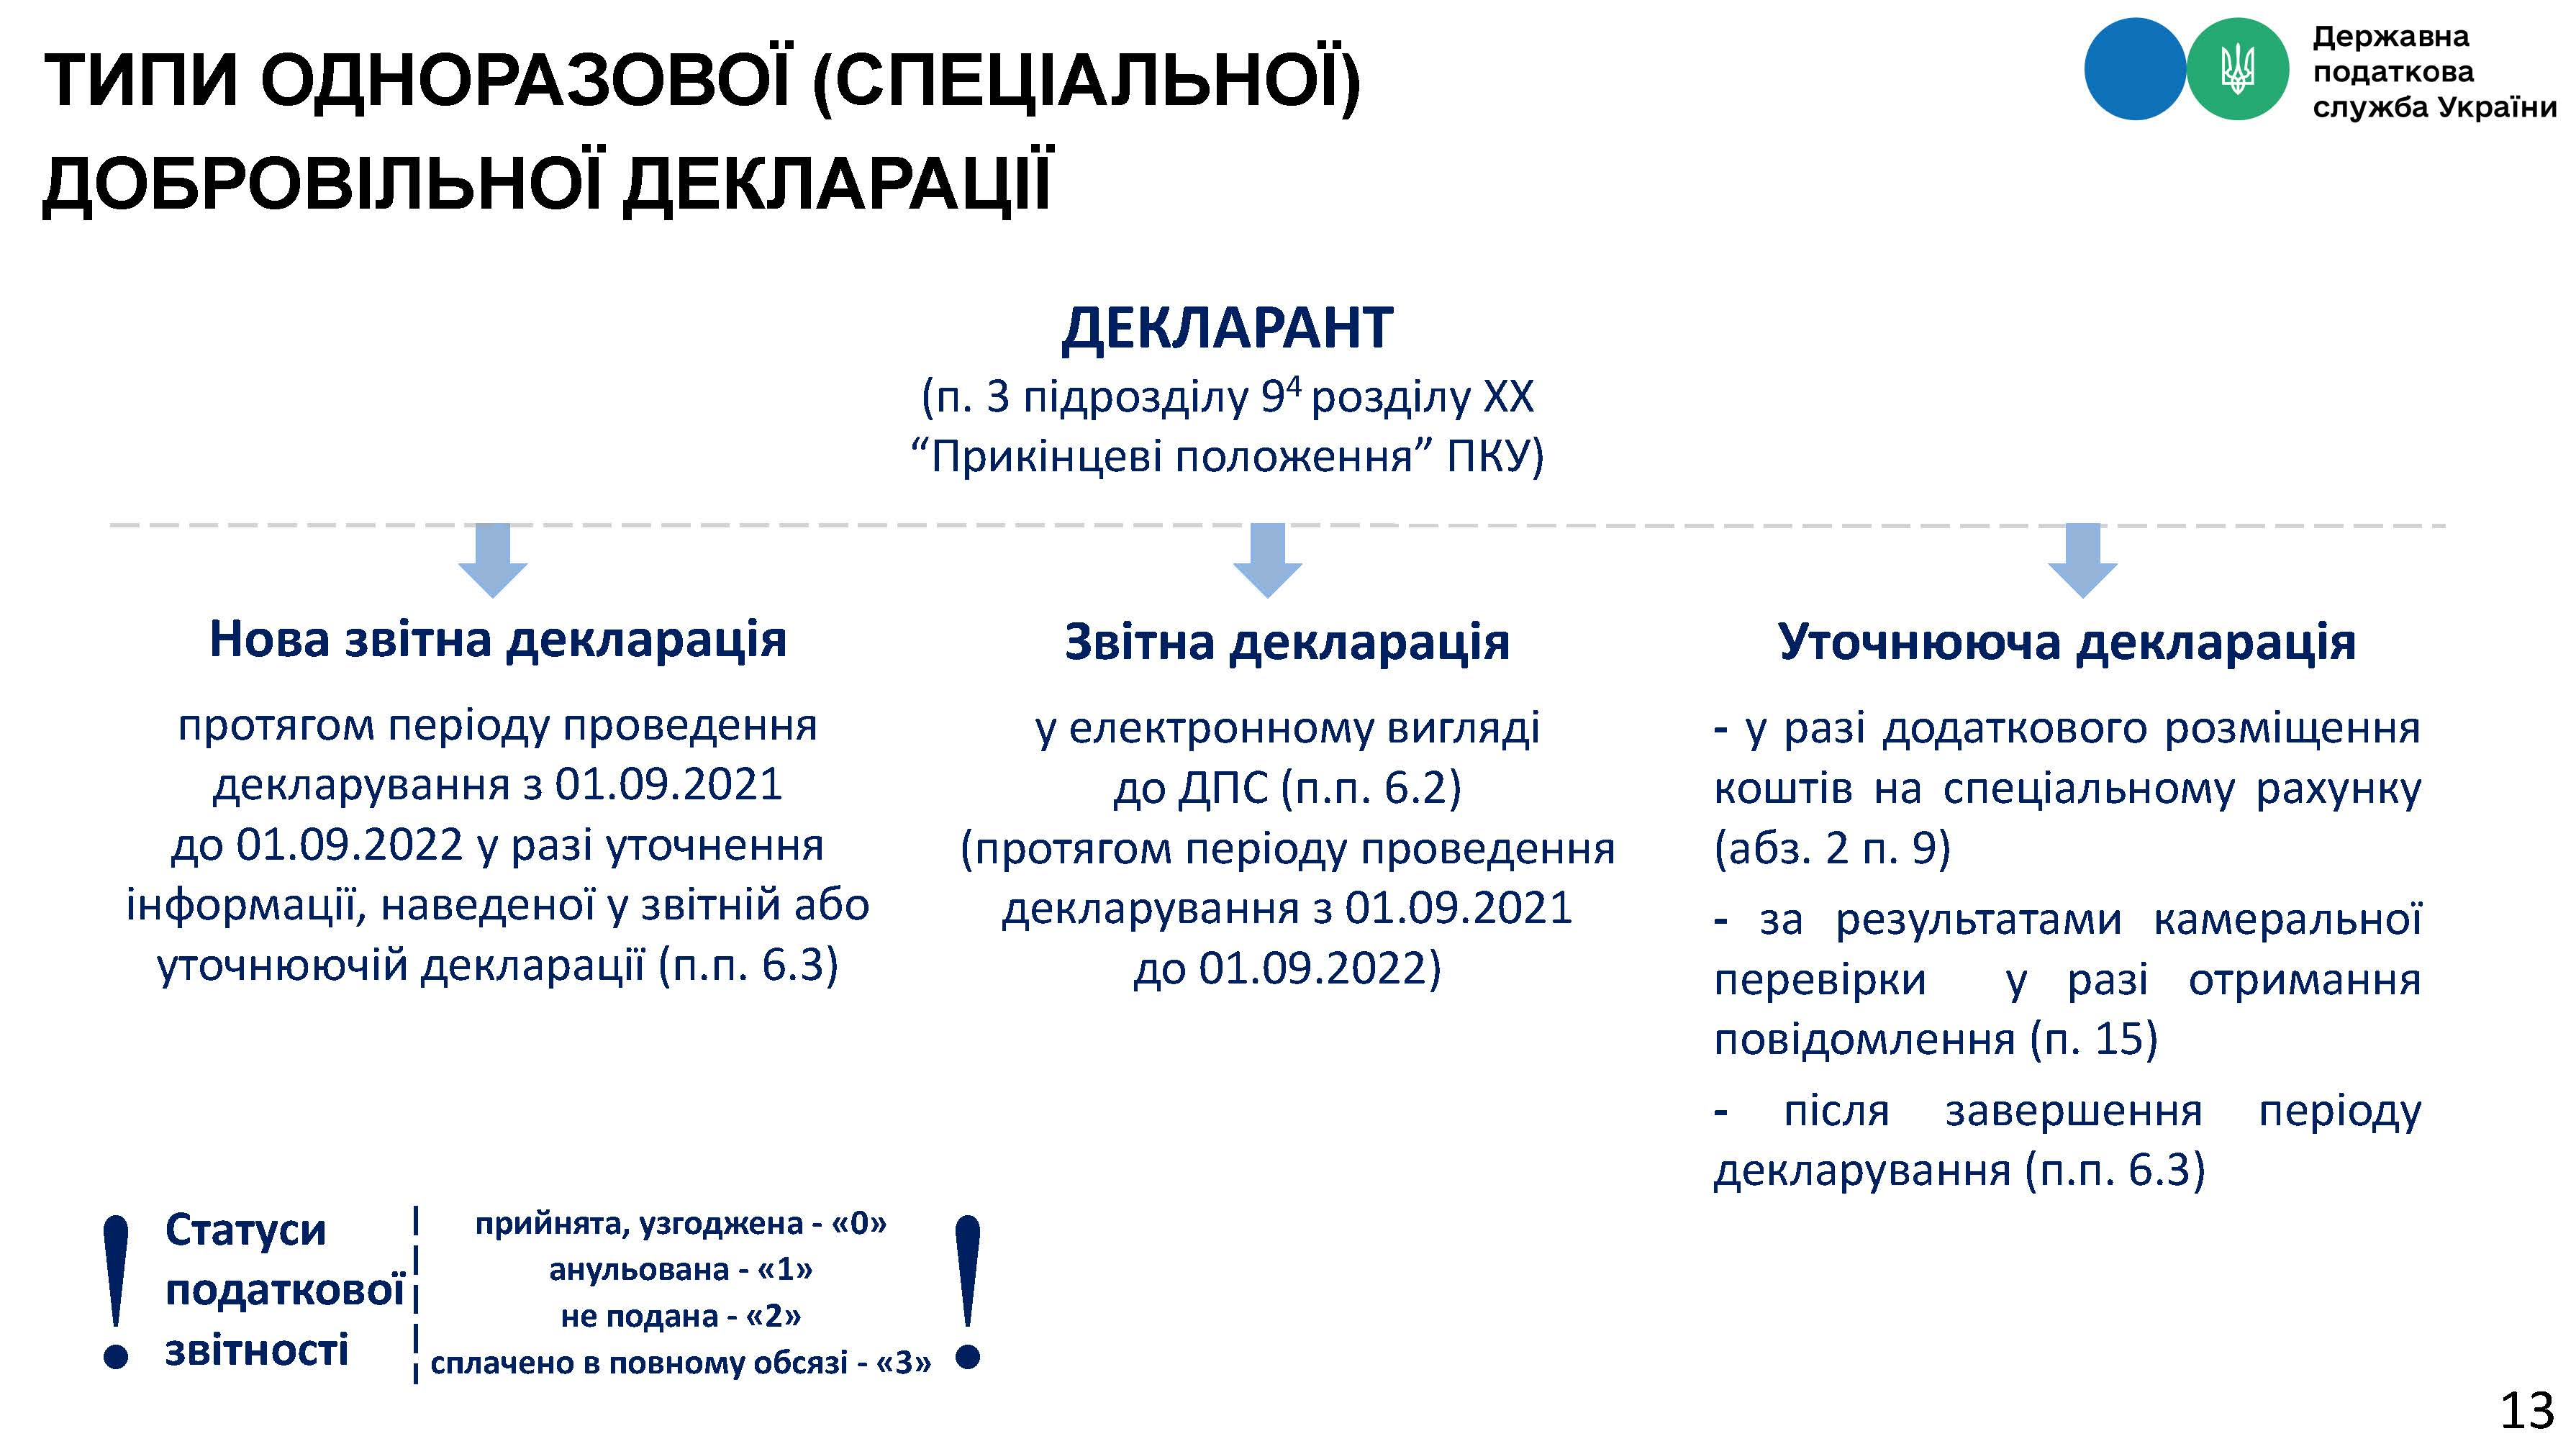 ТИПИ ОДНОРАЗОВОЇ (СПЕЦІАЛЬНОЇ)
ДОБРОВІЛЬНОЇ ДЕКЛАРАЦІЇ
Державна
податкова
служба України
ДЕКЛАРАНТ
(п. 3 підрозділу 9⁴ розділу ХХ
“Прикінцеві положення” ПКУ)
Нова звітна декларація
протягом періоду проведення
декларування з 01.09.2021
до 01.09.2022 у разі уточнення
інформації, наведеної у звітній або
уточнюючій декларації (п.п. 6.3)
Звітна декларація
у електронному вигляді
до ДПС (п.п. 6.2)
(протягом періоду проведення
декларування з 01.09.2021
до 01.09.2022)
Уточнююча декларація
- у разі додаткового розміщення
коштів на спеціальному рахунку
(абз. 2 п. 9)
- за результатами камеральної
перевірки у разі отримання
повідомлення (п. 15)
- після завершення періоду
декларування (п.п. 6.3)
!
Статуси
податкової
звітності
прийнята, узгоджена - «0»
анульована - «1»
не подана - «2»
сплачено в повному обсязі - «3»
!
13